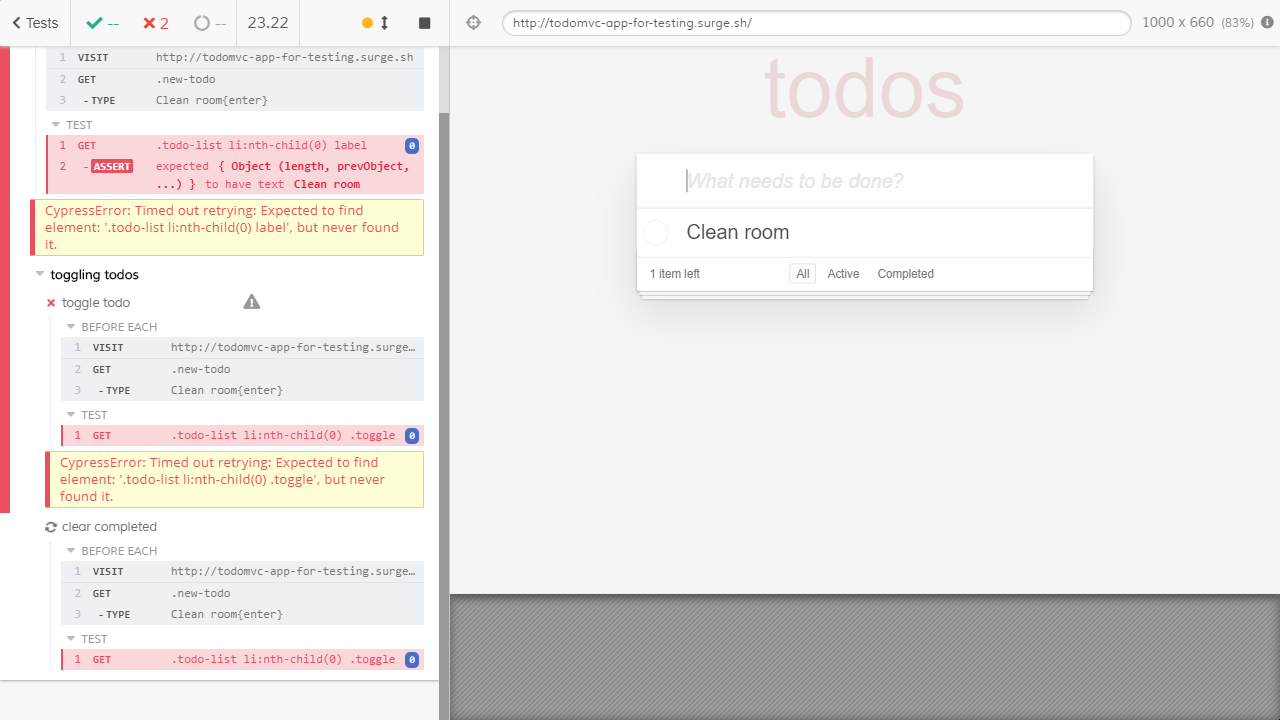 Tests -- 2 -- 23.22
1 VISIT http://todomvc-app-for-testing.surge.sh
2 GET .new-todo
3 -TYPE Clean room{enter}
TEST
1 GET .todo-list li:nth-child(0) label 0
2 -ASSERT expected { Object (length, prevObject,
...) } to have text Clean room
CypressError: Timed out retrying: Expected to find
element: '.todo-list li:nth-child(0) label', but never found
it.
toggling todos
toggle todo
BEFORE EACH
1 VISIT http://todomvc-app-for-testing.surge…
2 GET .new-todo
3 -TYPE Clean room{enter}
TEST
1 GET .todo-list li:nth-child(0) .toggle 0
CypressError: Timed out retrying: Expected to find
element: '.todo-list li:nth-child(0) .toggle', but never
found it.
clear completed
BEFORE EACH
1 VISIT http://todomvc-app-for-testing.surge…
2 GET .new-todo
3 -TYPE Clean room{enter}
TEST
1 GET .todo-list li:nth-child(0) .toggle 0
http://todomvc-app-for-testing.surge.sh/ 1000 x 660 (83%)
todos
What needs to be done?
Clean room
1 item left All Active Completed